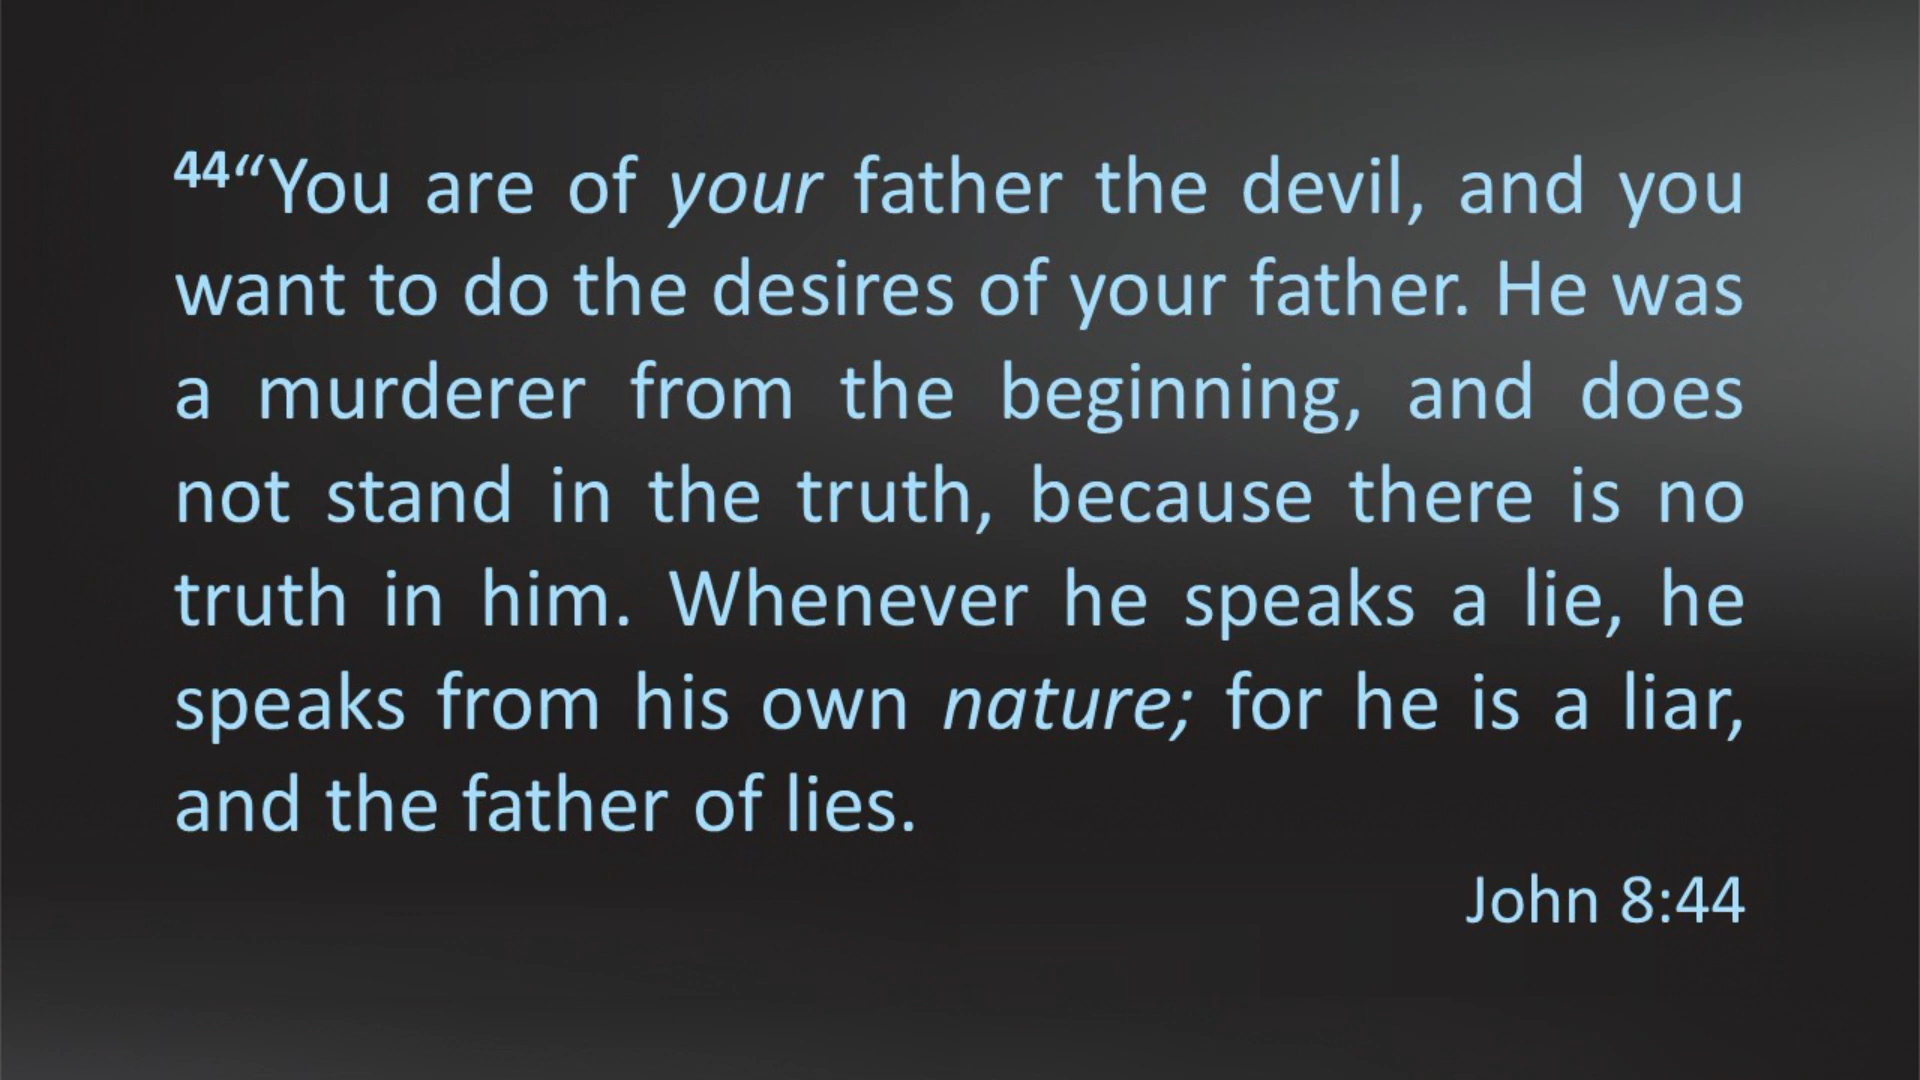 44“You are of your father the devil, and you
want to do the desires of your father. He was
a murderer from the beginning, and does
not stand in the truth, because there is no
truth in him. Whenever he speaks a lie, he
speaks from his own nature; for he is a liar,
and the father of lies.
John 8:44